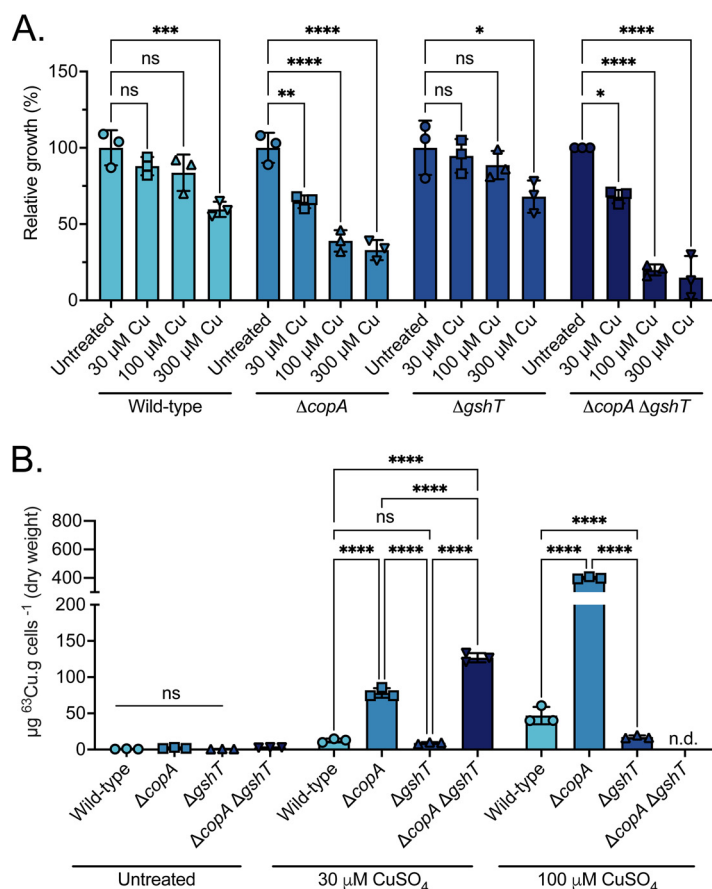 A.
*** **** * ****
ns **** ns ****
ns ** ns *
150
100
75
50
25
0
Relative growth (%)
Untreated 30 µM Cu 100 µM Cu 300 µM Cu Untreated 30 µM Cu 100 µM Cu 300 µM Cu Untreated 30 µM Cu 100 µM Cu 300 µM Cu Untreated 30 µM Cu 100 µM Cu 300 µM Cu
Wild-type ΔcopA ΔgshT ΔcopA ΔgshT
B.
****
****
ns ****
**** **** **** **** ****
800
600
400
200
150
100
50
0
µg ⁶³Cu.g cells ⁻¹ (dry weight)
ns
n.d.
Wild-type ΔcopA ΔgshT ΔcopA ΔgshT Wild-type ΔcopA ΔgshT ΔcopA ΔgshT Wild-type ΔcopA ΔgshT ΔcopA ΔgshT
Untreated 30 µM CuSO₄ 100 µM CuSO₄